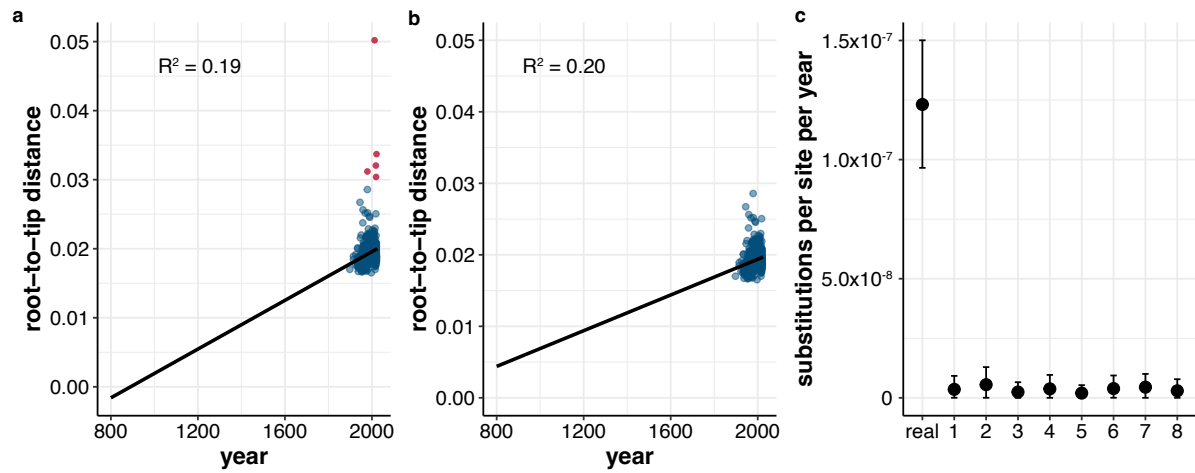 a
root–to–tip distance
0.05
0.04
0.03
0.02
0.01
0.00
R² = 0.19
800
1200
1600
2000
year
b
root–to–tip distance
0.05
0.04
0.03
0.02
0.01
0.00
R² = 0.20
800
1200
1600
2000
year
c
substitutions per site per year
1.5x10⁻⁷
1.0x10⁻⁷
5.0x10⁻⁸
0
real 1 2 3 4 5 6 7 8